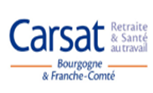 Carsat
Retraite
& Santé
au travail
Bourgogne
& Franche-Comté